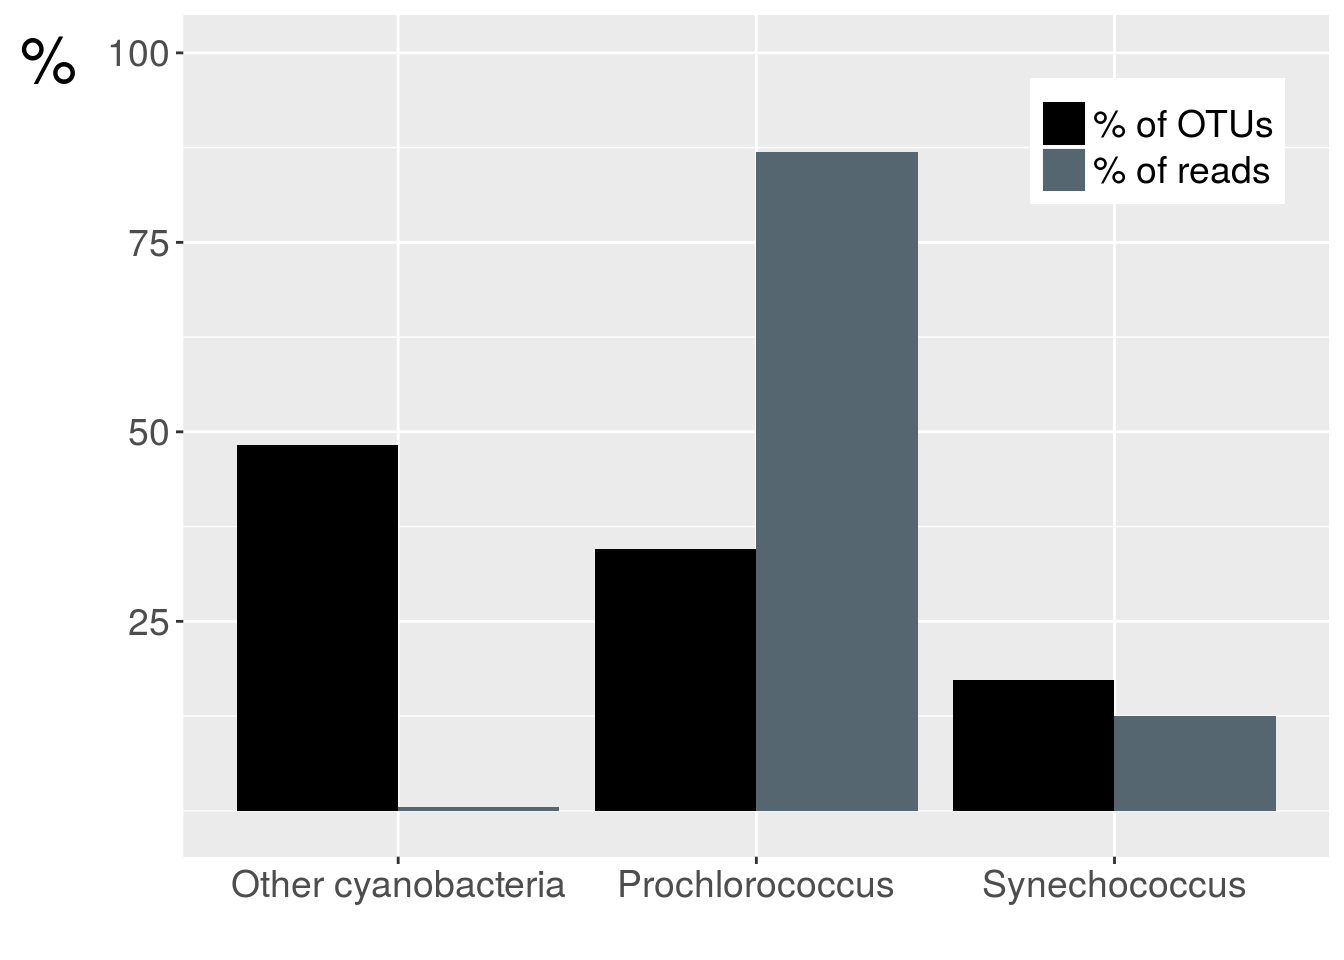 %
100
75
50
25
% of OTUs
% of reads
Other cyanobacteria
Prochlorococcus
Synechococcus